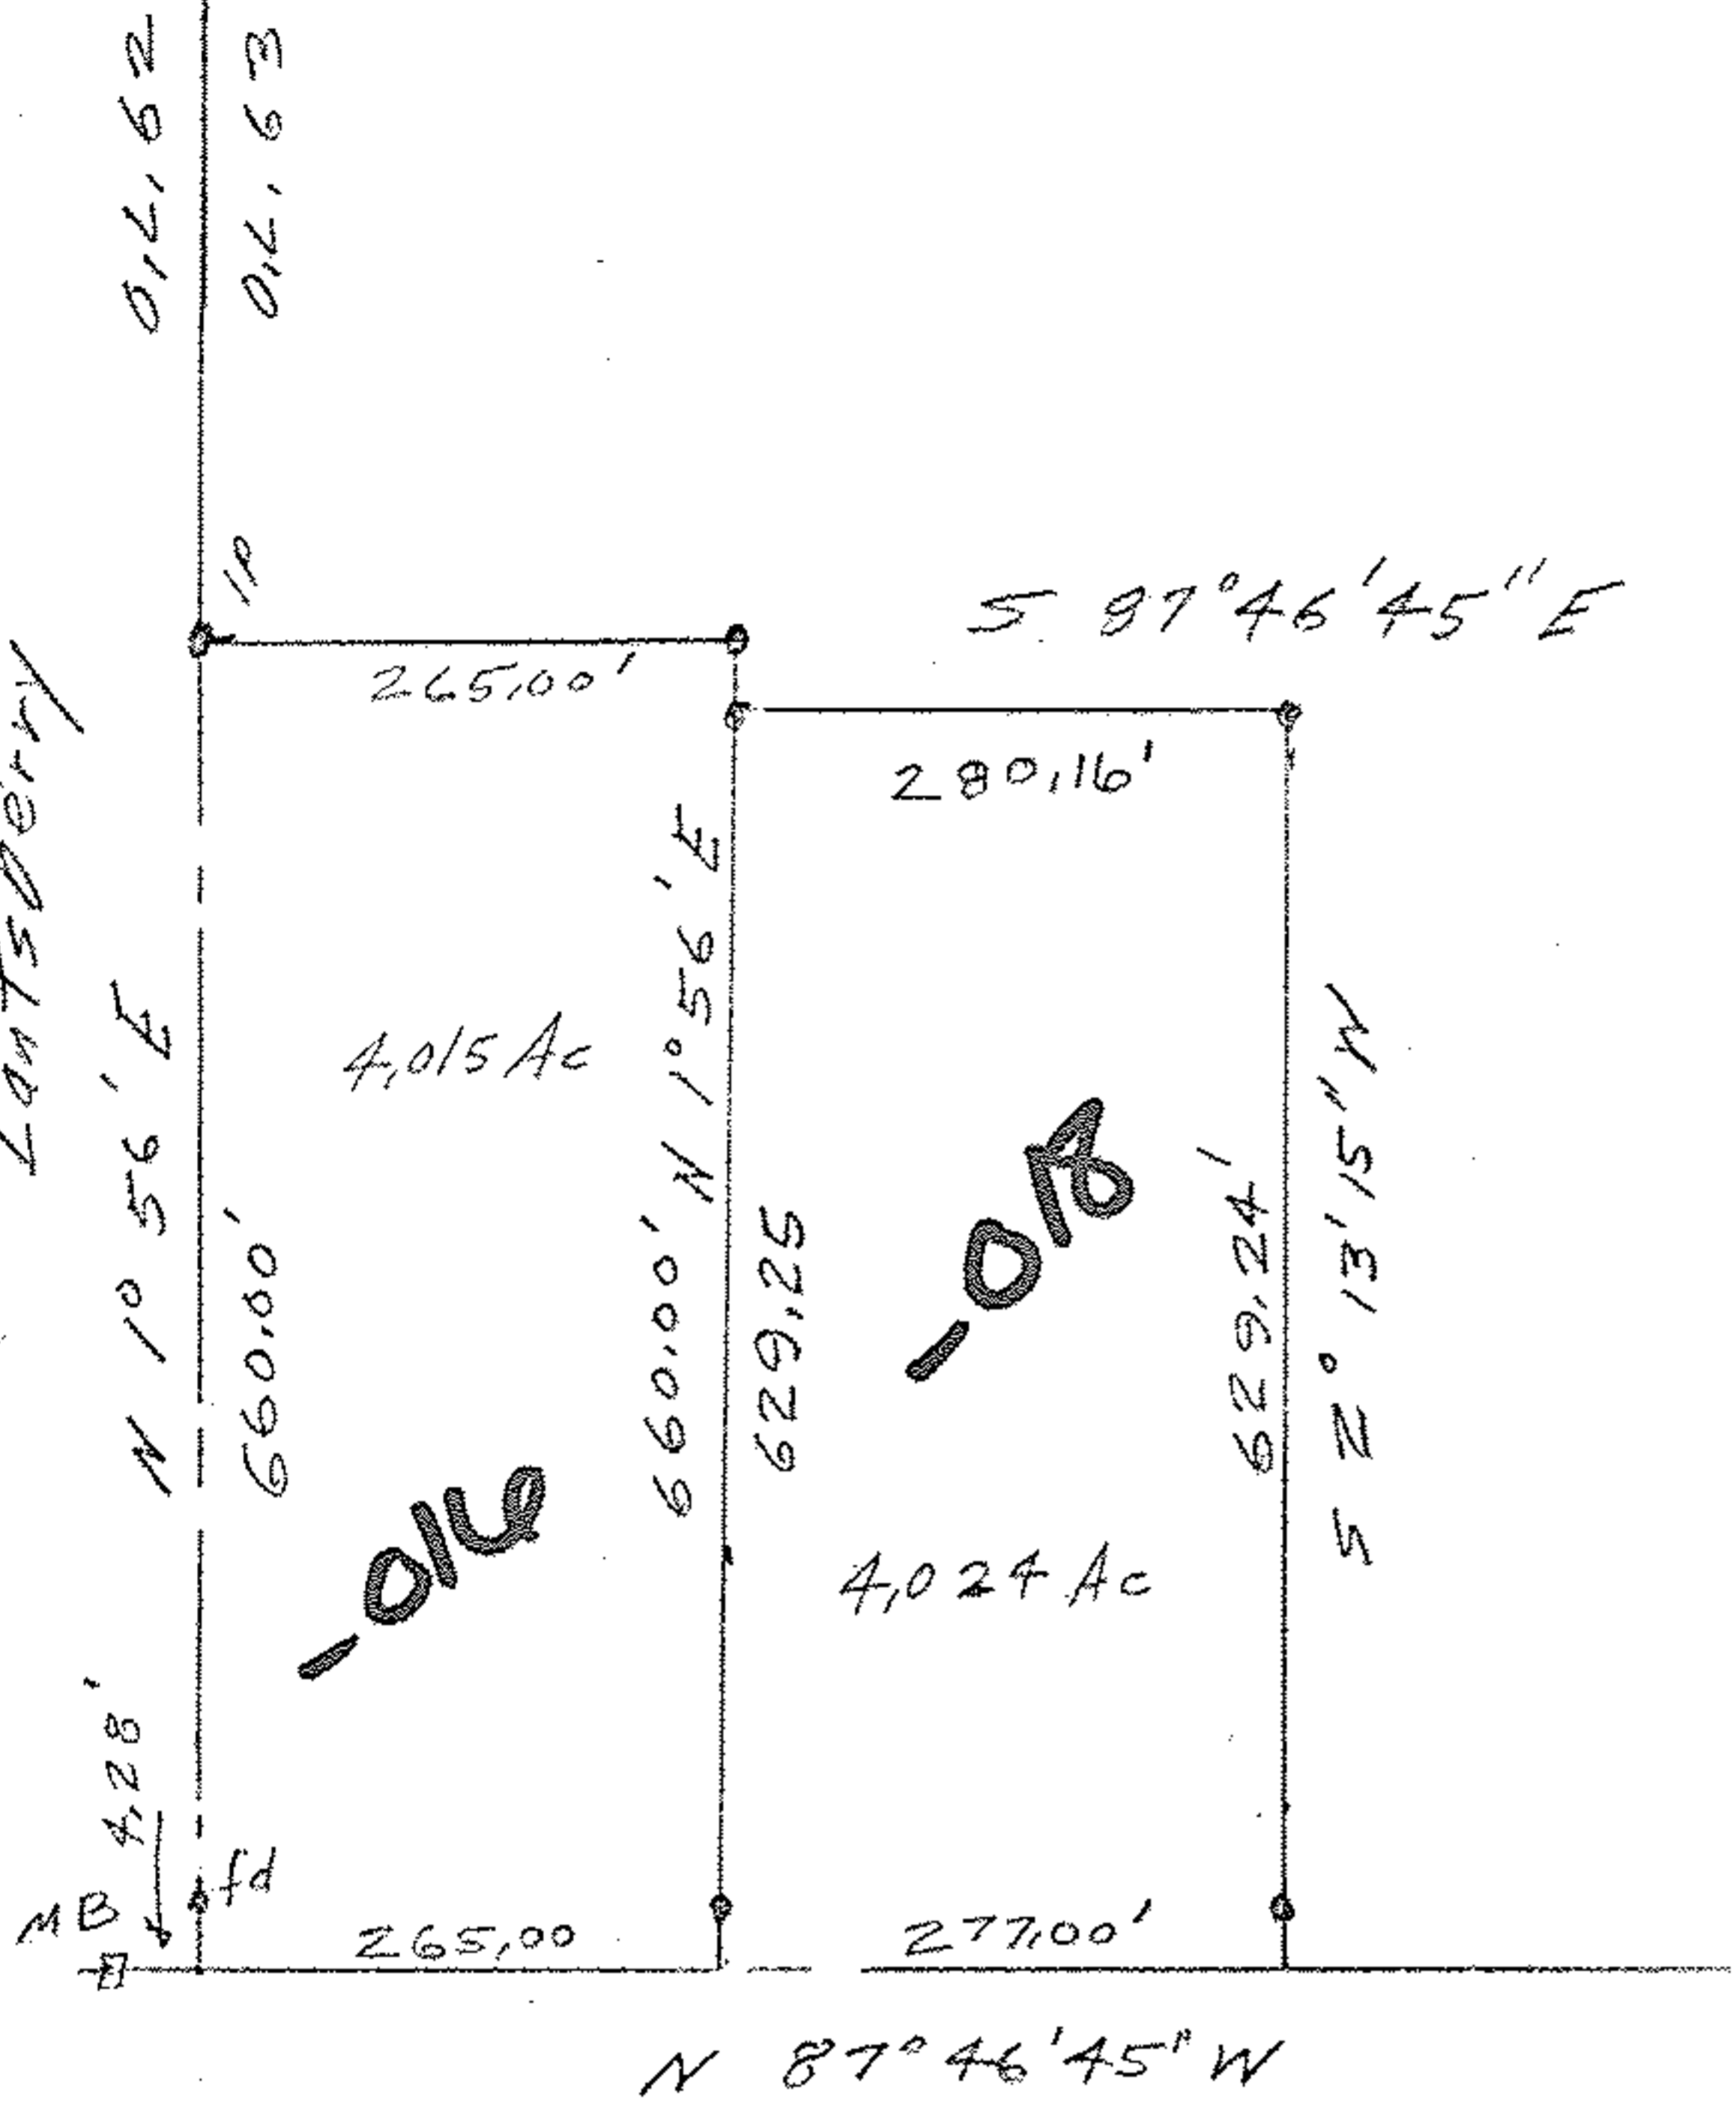 O.L. 62
O.L. 63
IP
S 87°46'45" E
265.00'
280.16'
Lantsberry
N 1° 56' E
660.00'
4.015 Ac
N 1° 56' E
660.00'
629.25
629.24'
S 2° 13' 15" W
-018
-016
4.024 Ac
4.28'
MB
fd
265.00
277.00'
N 87°46'45" W